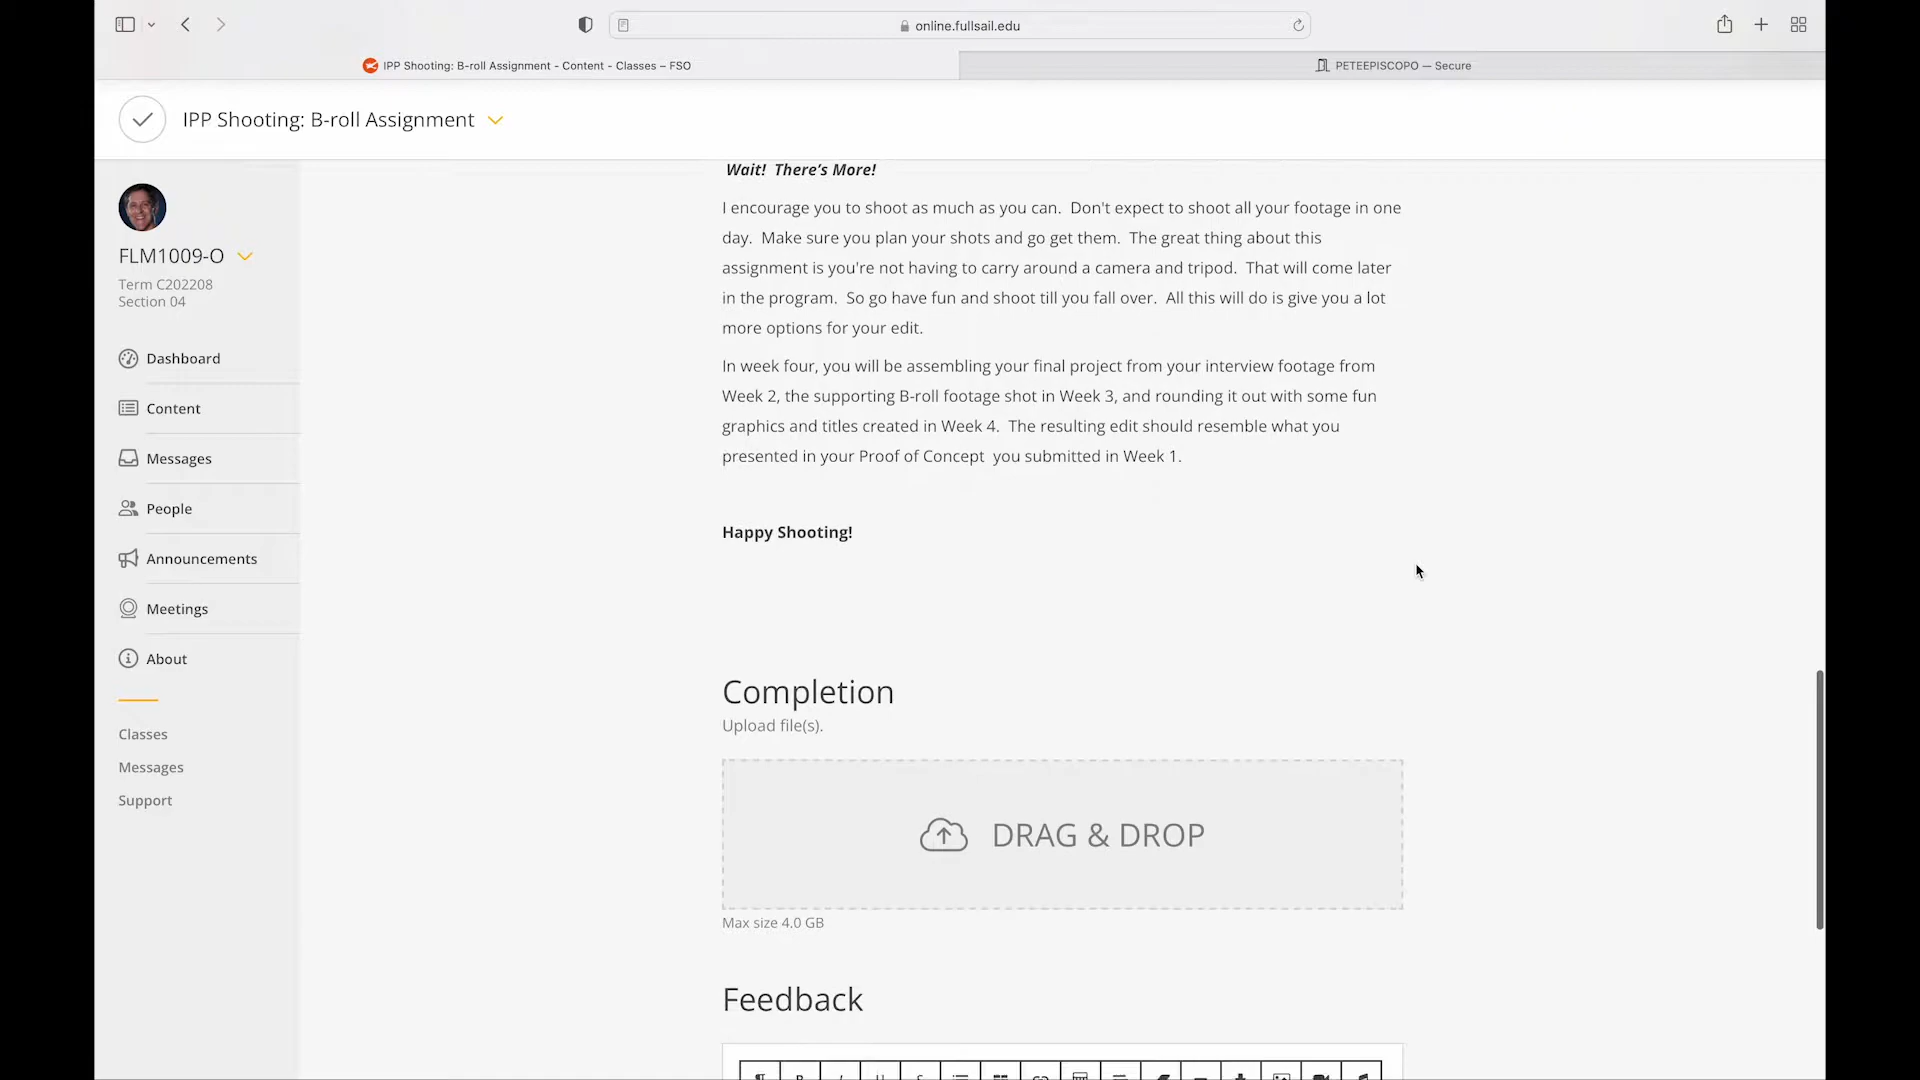 online.fullsail.edu
IPP Shooting: B-roll Assignment - Content - Classes – FSO
PETEEPISCOPO — Secure
IPP Shooting: B-roll Assignment
Wait!  There's More!
I encourage you to shoot as much as you can.  Don't expect to shoot all your footage in one
day.  Make sure you plan your shots and go get them.  The great thing about this
assignment is you're not having to carry around a camera and tripod.  That will come later
in the program.  So go have fun and shoot till you fall over.  All this will do is give you a lot
more options for your edit.
In week four, you will be assembling your final project from your interview footage from
Week 2, the supporting B-roll footage shot in Week 3, and rounding it out with some fun
graphics and titles created in Week 4.  The resulting edit should resemble what you
presented in your Proof of Concept  you submitted in Week 1.
Happy Shooting!
FLM1009-O
Term C202208
Section 04
Dashboard
Content
Messages
People
Announcements
Meetings
About
Classes
Messages
Support
Completion
Upload file(s).
DRAG & DROP
Max size 4.0 GB
Feedback